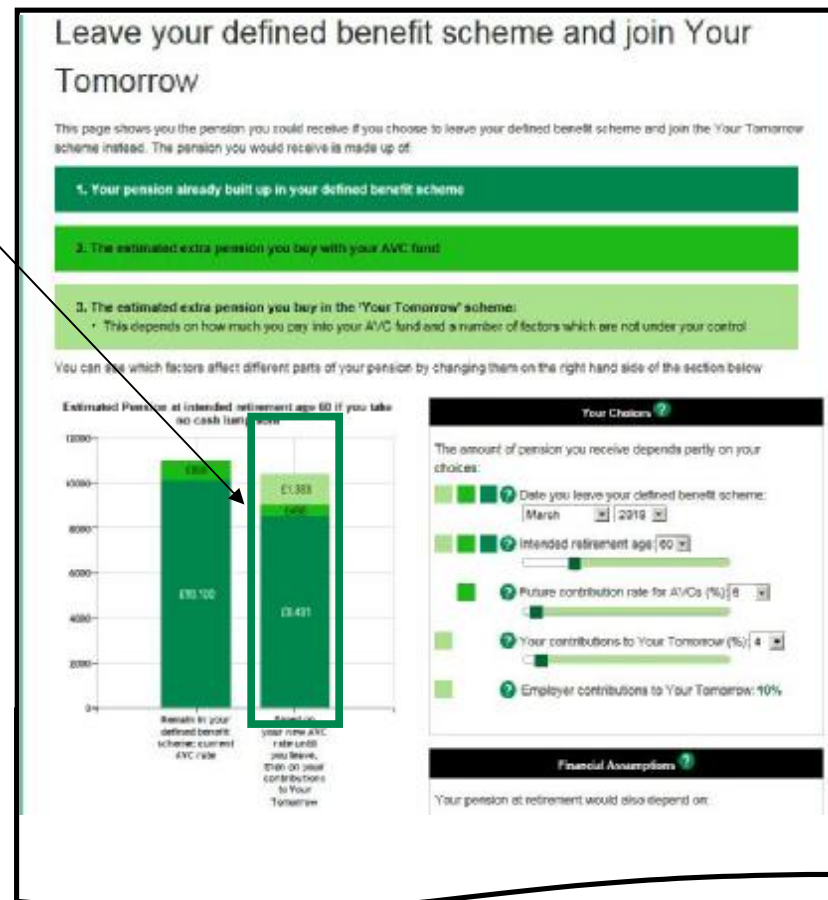 Leave your defined benefit scheme and join Your
Tomorrow
This page shows you the pension you could receive if you choose to leave your defined benefit scheme and join the Your Tomorrow
scheme instead. The pension you would receive is made up of:
1. Your pension already built up in your defined benefit scheme
2. The estimated extra pension you buy with your AVC fund
3. The estimated extra pension you buy in the 'Your Tomorrow' scheme:
• This depends on how much you pay into your AVC fund and a number of factors which are not under your control
You can see which factors affect different parts of your pension by changing them on the right hand side of the section below
Estimated Pension at intended retirement age 60 if you take
no cash lump
12000
10000
8000
6000
4000
2000
0
£10,100
£1,383
Remain in your
defined benefit
scheme: current
AVC rate
Based on
your new AVC
rate until
you leave,
then on your
contributions
to Your
Tomorrow
Your Choices ?
The amount of pension you receive depends partly on your
choices:
? Date you leave your defined benefit scheme:
March 2018
? Intended retirement age: 60
? Future contribution rate for AVCs (%): 6
? Your contributions to Your Tomorrow (%): 4
? Employer contributions to Your Tomorrow: 10%
Financial Assumptions ?
Your pension at retirement would also depend on: